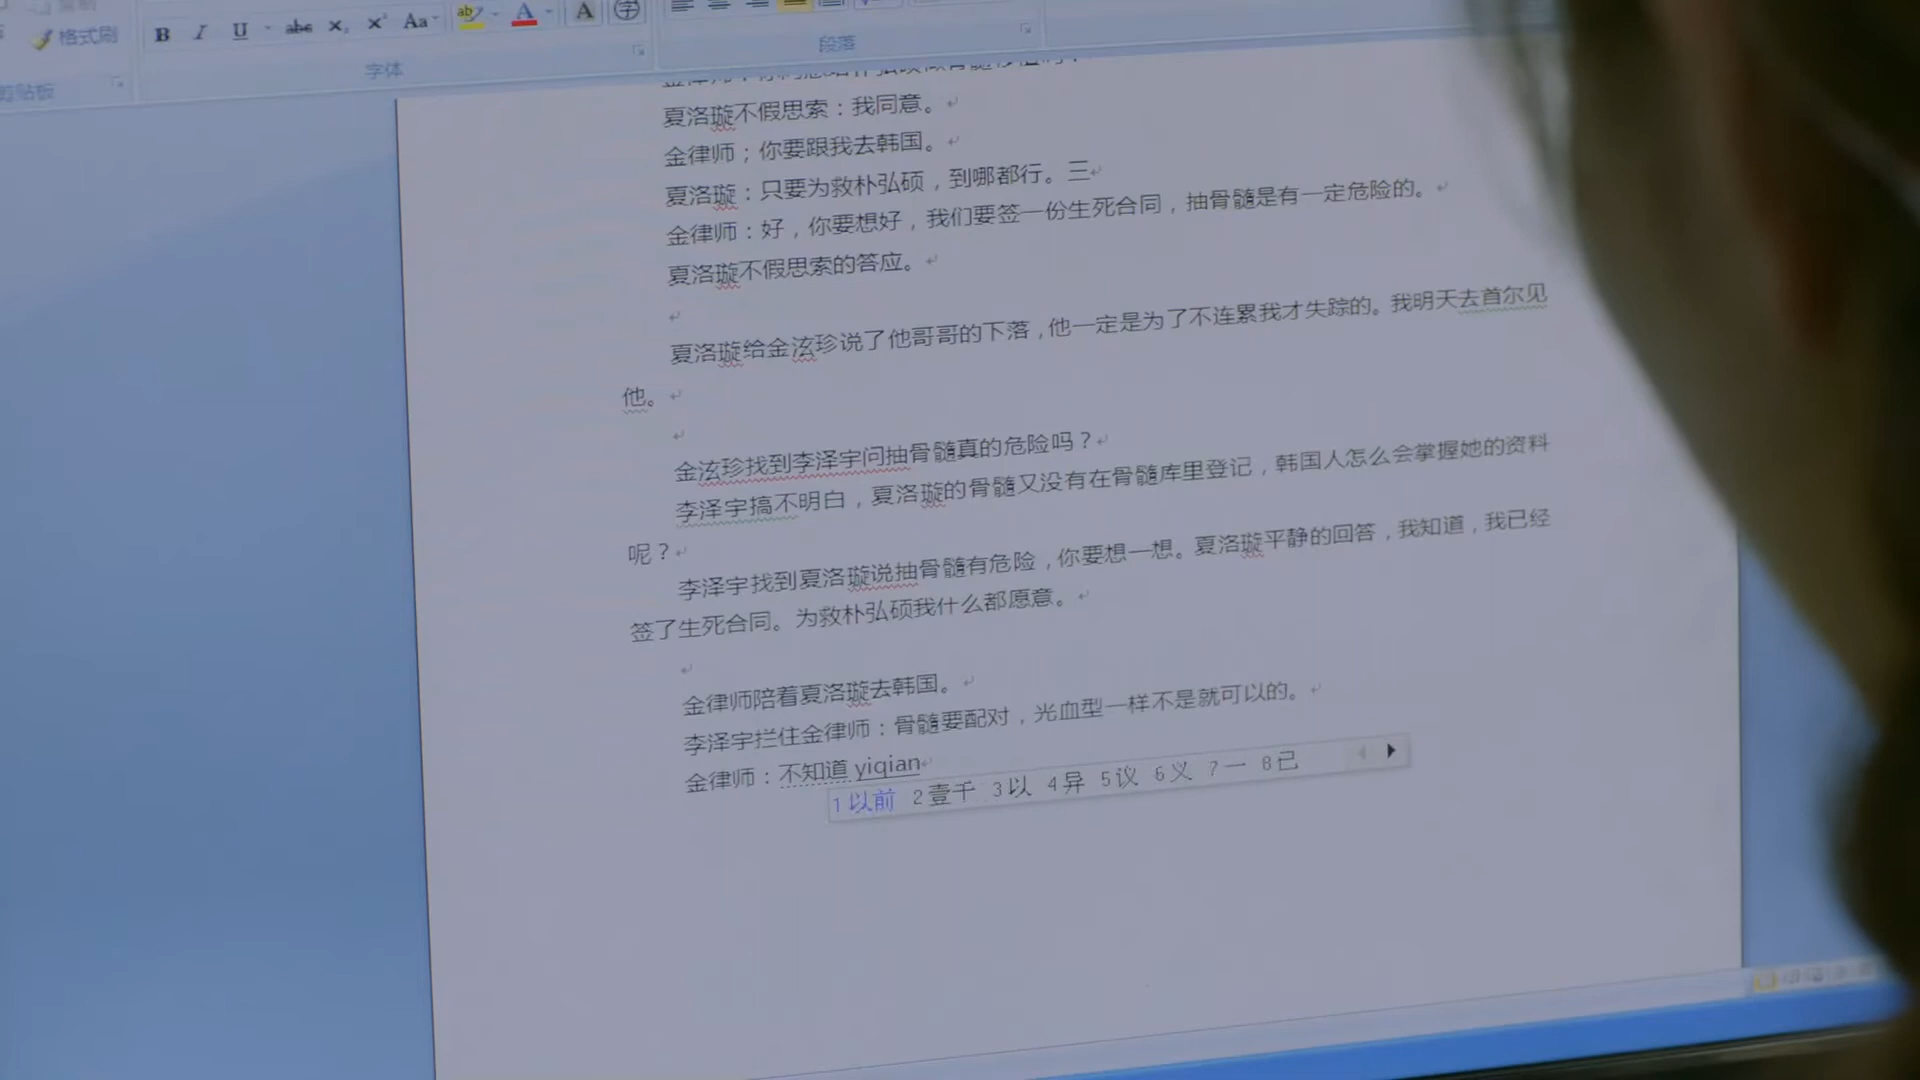 格式刷
B I U abc x x Aa ab A A 字
剪贴板
字体
段落
夏洛璇不假思索：我同意。
金律师；你要跟我去韩国。
夏洛璇：只要为救朴弘硕，到哪都行。三
金律师：好，你要想好，我们要签一份生死合同，抽骨髓是有一定危险的。
夏洛璇不假思索的答应。
夏洛璇给金泫珍说了他哥哥的下落，他一定是为了不连累我才失踪的。我明天去首尔见
他。
金泫珍找到李泽宇问抽骨髓真的危险吗？
李泽宇搞不明白，夏洛璇的骨髓又没有在骨髓库里登记，韩国人怎么会掌握她的资料
呢？
李泽宇找到夏洛璇说抽骨髓有危险，你要想一想。夏洛璇平静的回答，我知道，我已经
签了生死合同。为救朴弘硕我什么都愿意。
金律师陪着夏洛璇去韩国。
李泽宇拦住金律师：骨髓要配对，光血型一样不是就可以的。
金律师：不知道 yiqian
1以前 2壹千 3以 4异 5议 6义 7一 8已